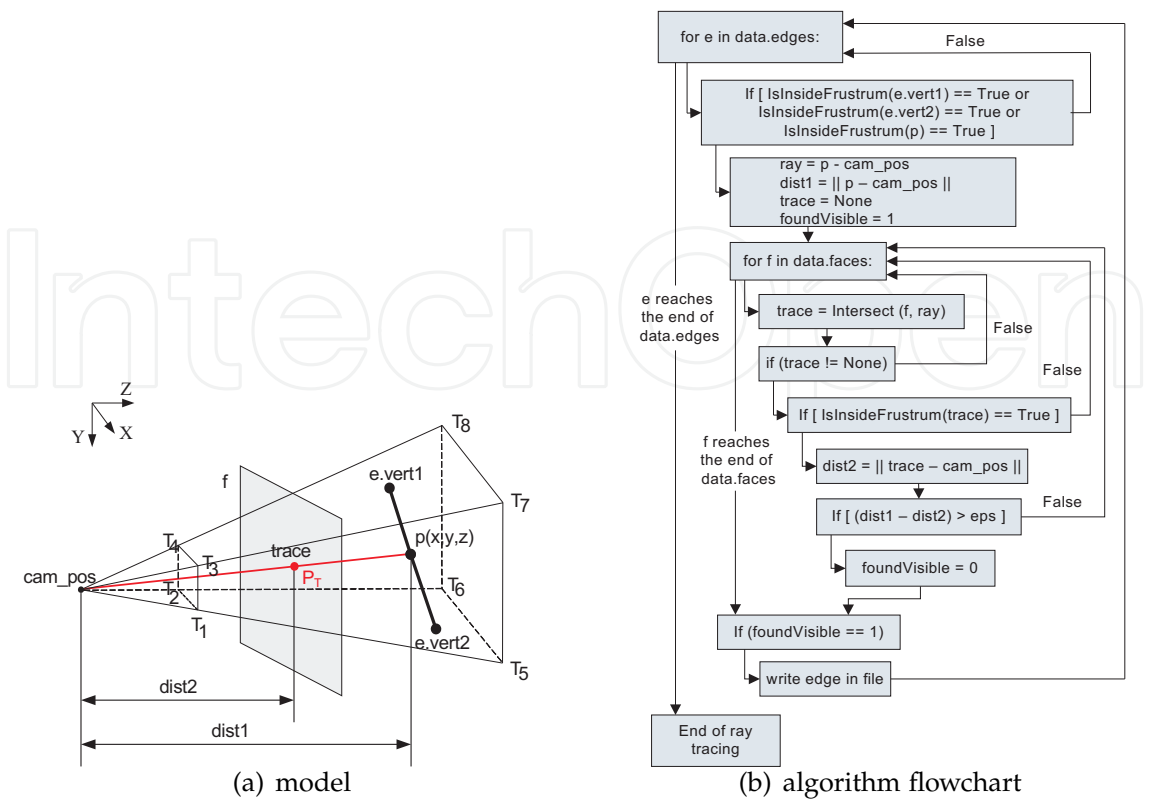 IntechOpen
Z
Y
X
T8
e.vert1
f
T7
p(x,y,z)
T4
trace
T3
cam_pos
PT
T2
T6
T1
e.vert2
T5
dist2
dist1
(a) model
for e in data.edges:
False
If [ IsInsideFrustrum(e.vert1) == True or
IsInsideFrustrum(e.vert2) == True or
IsInsideFrustrum(p) == True ]
ray = p - cam_pos
dist1 = || p – cam_pos ||
trace = None
foundVisible = 1
for f in data.faces:
e reaches
the end of
data.edges
trace = Intersect (f, ray)
False
if (trace != None)
False
If [ IsInsideFrustrum(trace) == True ]
f reaches
the end of
data.faces
dist2 = || trace – cam_pos ||
False
If [ (dist1 – dist2) > eps ]
foundVisible = 0
If (foundVisible == 1)
write edge in file
End of ray
tracing
(b) algorithm flowchart